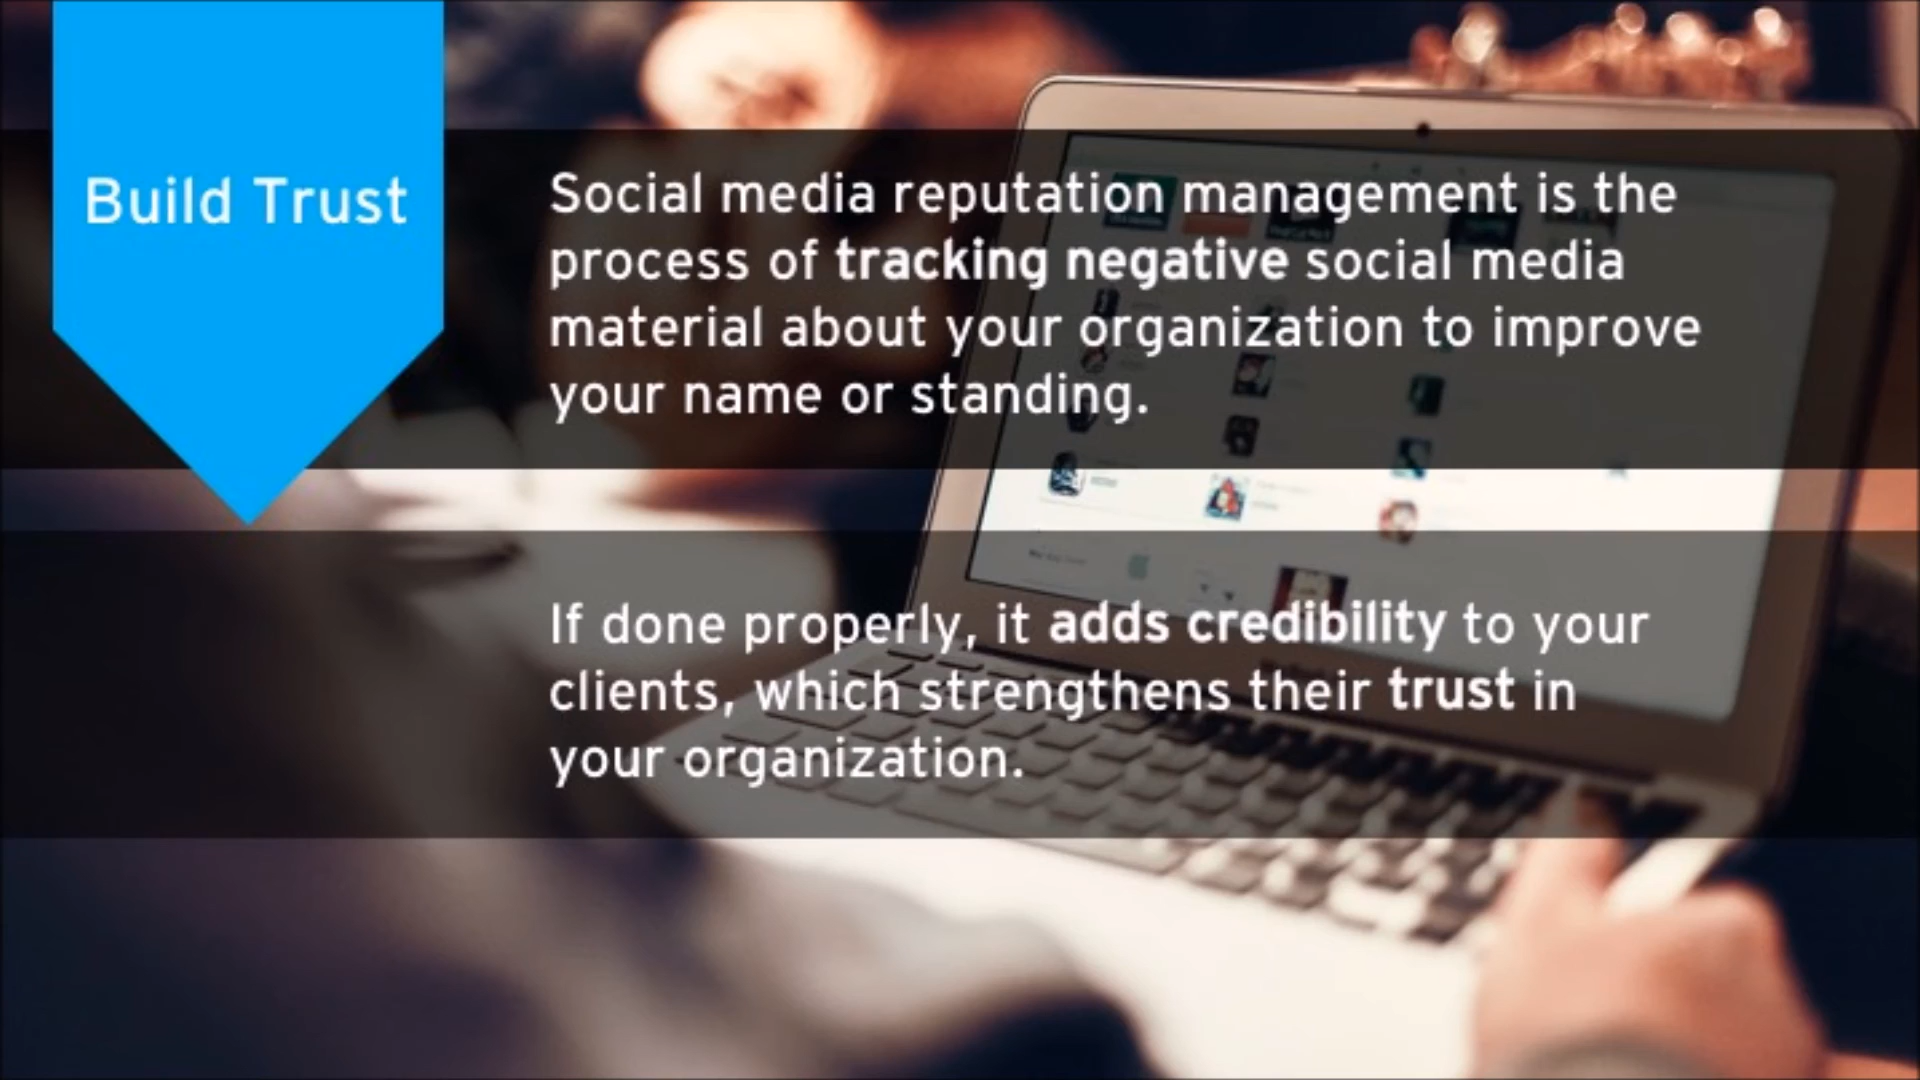 Build Trust
Social media reputation management is the
process of tracking negative social media
material about your organization to improve
your name or standing.
If done properly, it adds credibility to your
clients, which strengthens their trust in
your organization.